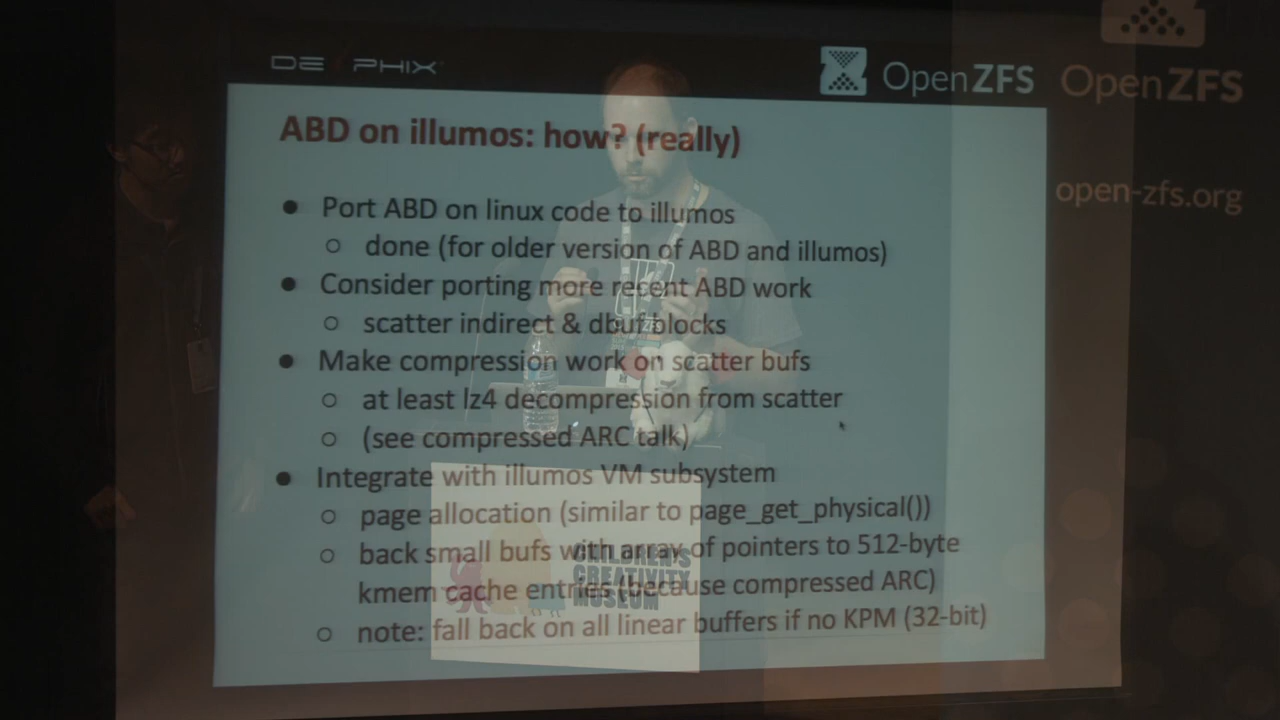 DELPHIX
OpenZFS
OpenZFS
open-zfs.org
ABD on illumos: how? (really)
● Port ABD on linux code to illumos
○ done (for older version of ABD and illumos)
● Consider porting more recent ABD work
○ scatter indirect & dbuf blocks
● Make compression work on scatter bufs
○ at least lz4 decompression from scatter
○ (see compressed ARC talk)
● Integrate with illumos VM subsystem
○ page allocation (similar to page_get_physical())
○ back small bufs with array of pointers to 512-byte
kmem cache entries (because compressed ARC)
○ note: fall back on all linear buffers if no KPM (32-bit)
CHILDREN'S
CREATIVITY
MUSEUM
ZFS